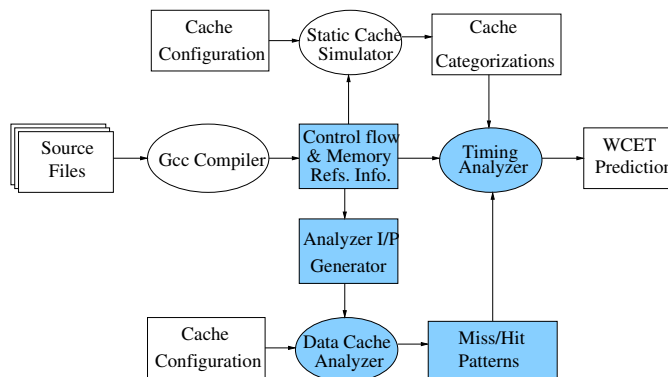 Cache
Configuration
Static Cache
Simulator
Cache
Categorizations
Source
Files
Gcc Compiler
Control flow
& Memory
Refs. Info.
Timing
Analyzer
WCET
Prediction
Analyzer I/P
Generator
Cache
Configuration
Data Cache
Analyzer
Miss/Hit
Patterns